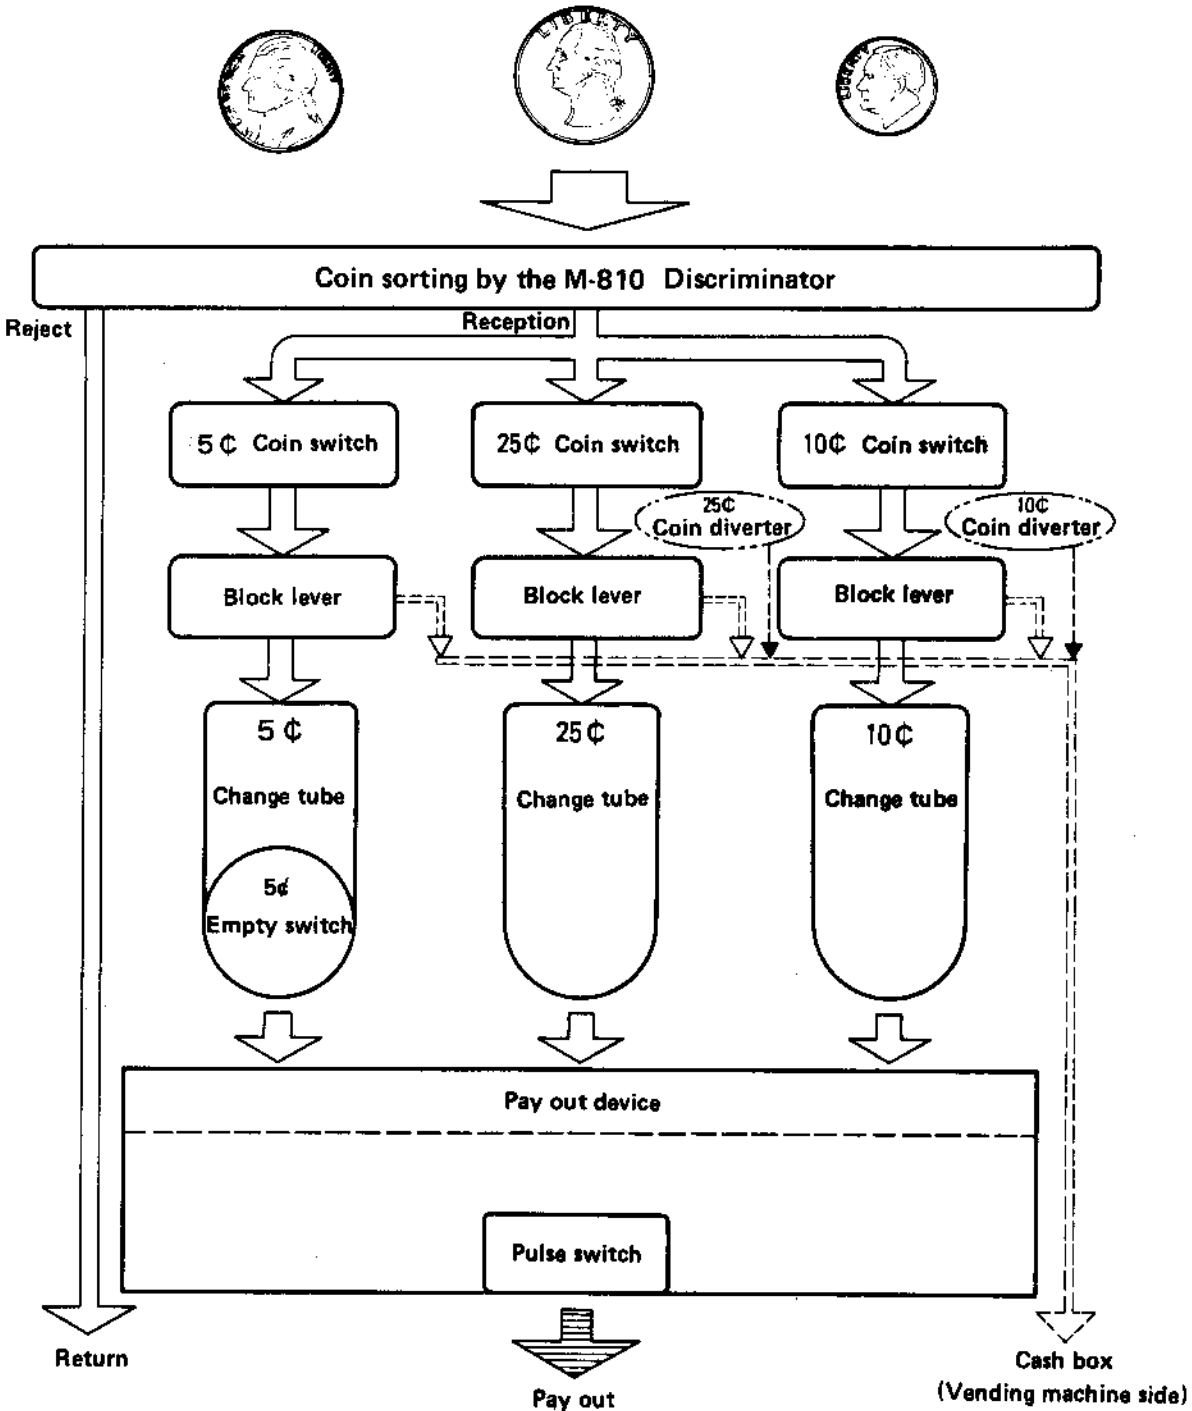 LIBERTY
LIBERTY
Coin sorting by the M-810 Discriminator
Reject
Reception
5¢ Coin switch
25¢ Coin switch
10¢ Coin switch
25¢
Coin diverter
10¢
Coin diverter
Block lever
Block lever
Block lever
5¢
Change tube
25¢
Change tube
10¢
Change tube
5¢
Empty switch
Pay out device
Pulse switch
Return
Pay out
Cash box
(Vending machine side)